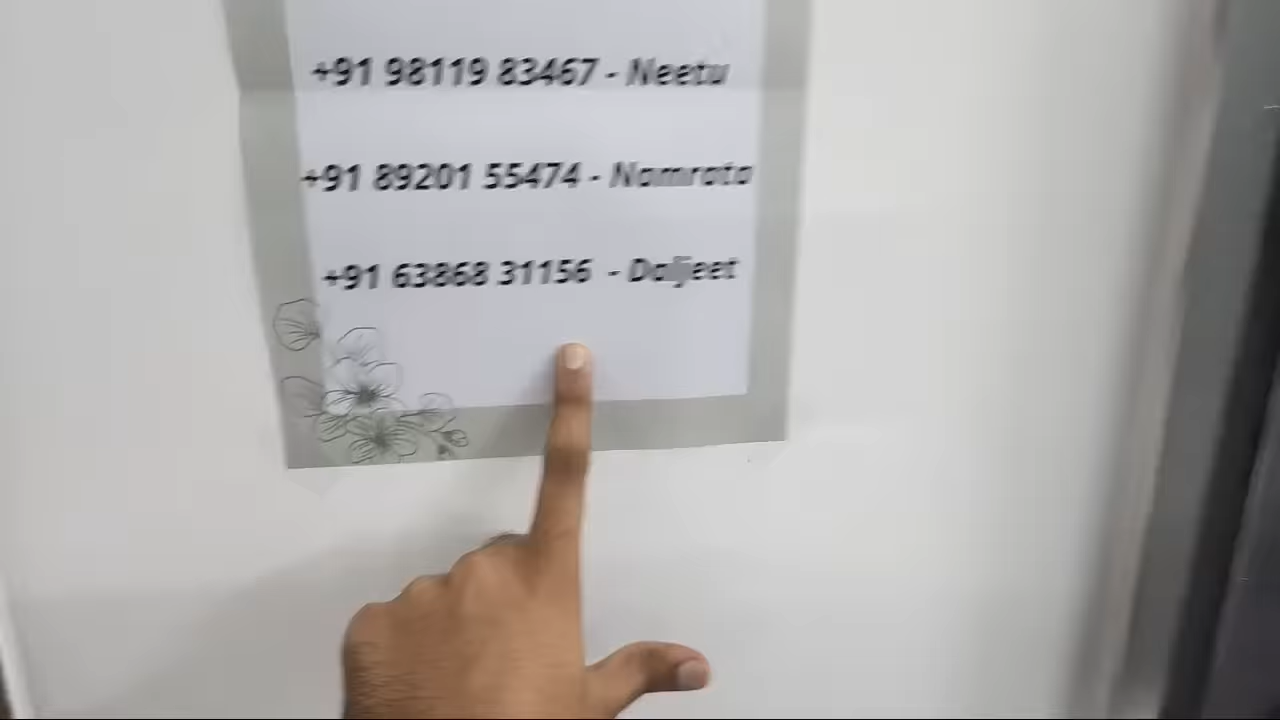 +91 98119 83467 - Neetu
+91 89201 55474 - Namrata
+91 63868 31156 - Daljeet